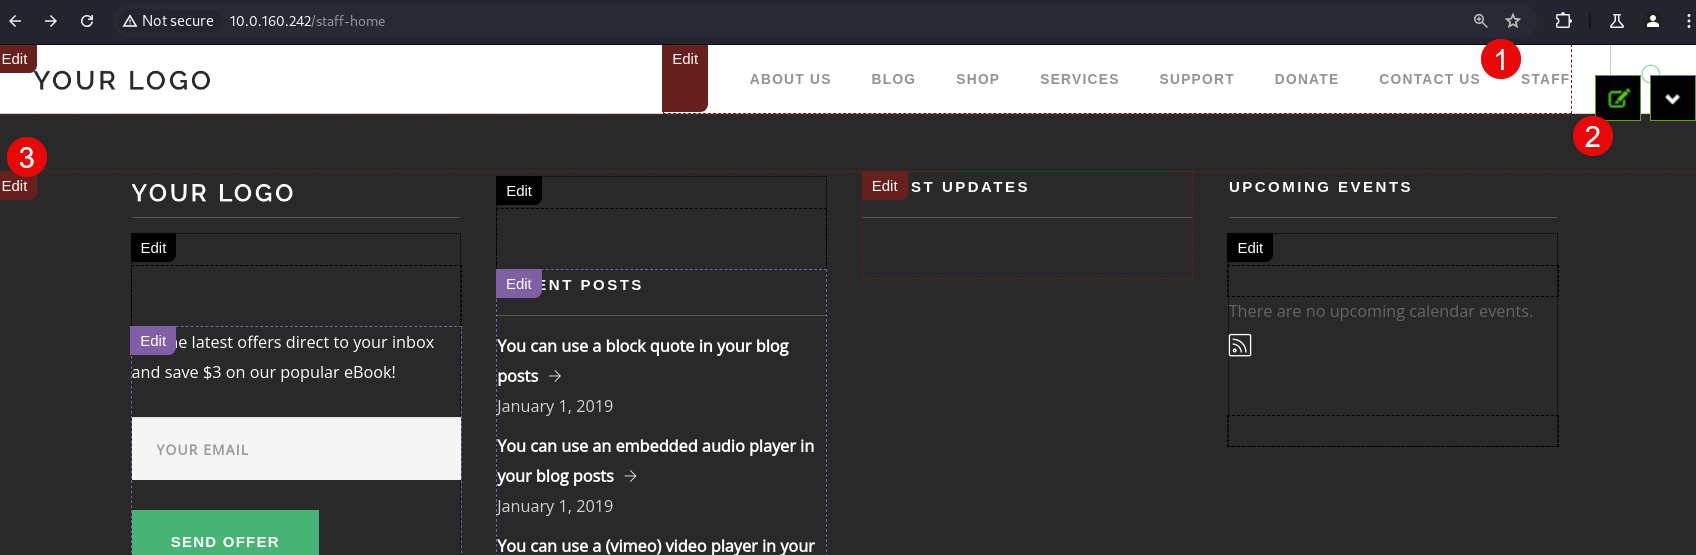 Not secure 10.0.160.242/staff-home
Edit
YOUR LOGO
Edit
ABOUT US BLOG SHOP SERVICES SUPPORT DONATE CONTACT US STAFF
1
2
3
Edit
YOUR LOGO
Edit
Edit
e latest offers direct to your inbox
and save $3 on our popular eBook!
YOUR EMAIL
SEND OFFER
Edit
Edit
ENT POSTS
You can use a block quote in your blog
posts →
January 1, 2019
You can use an embedded audio player in
your blog posts →
January 1, 2019
You can use a (vimeo) video player in your
Edit
ST UPDATES
UPCOMING EVENTS
Edit
There are no upcoming calendar events.